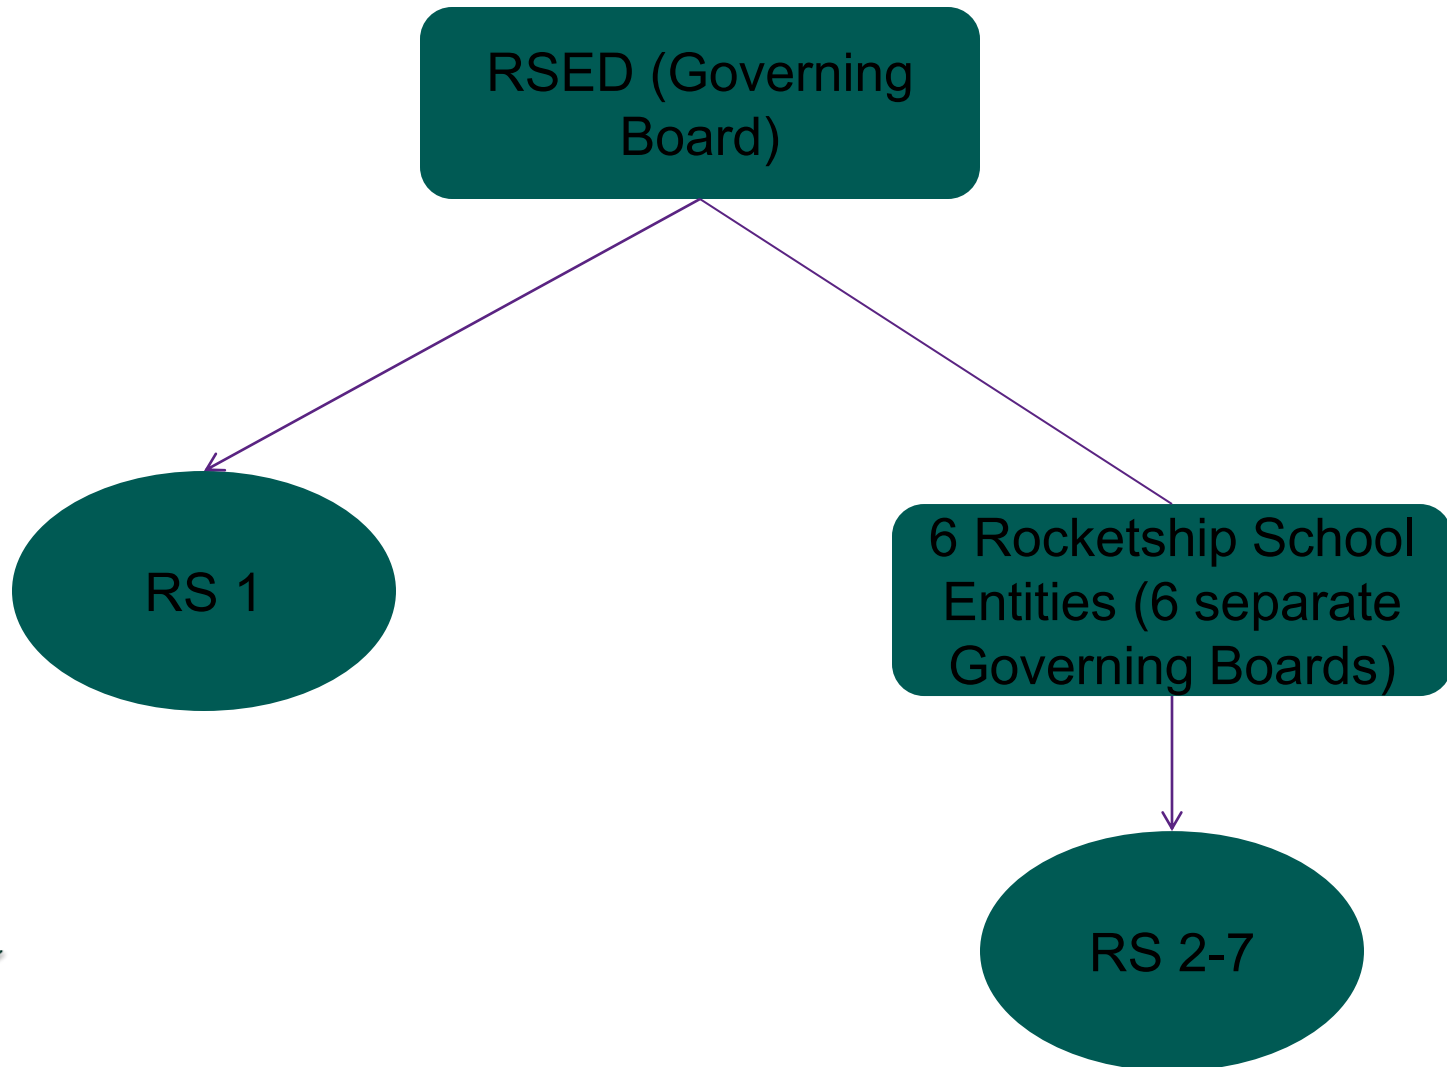 RSED (Governing
Board)
RS 1
6 Rocketship School
Entities (6 separate
Governing Boards)
RS 2-7